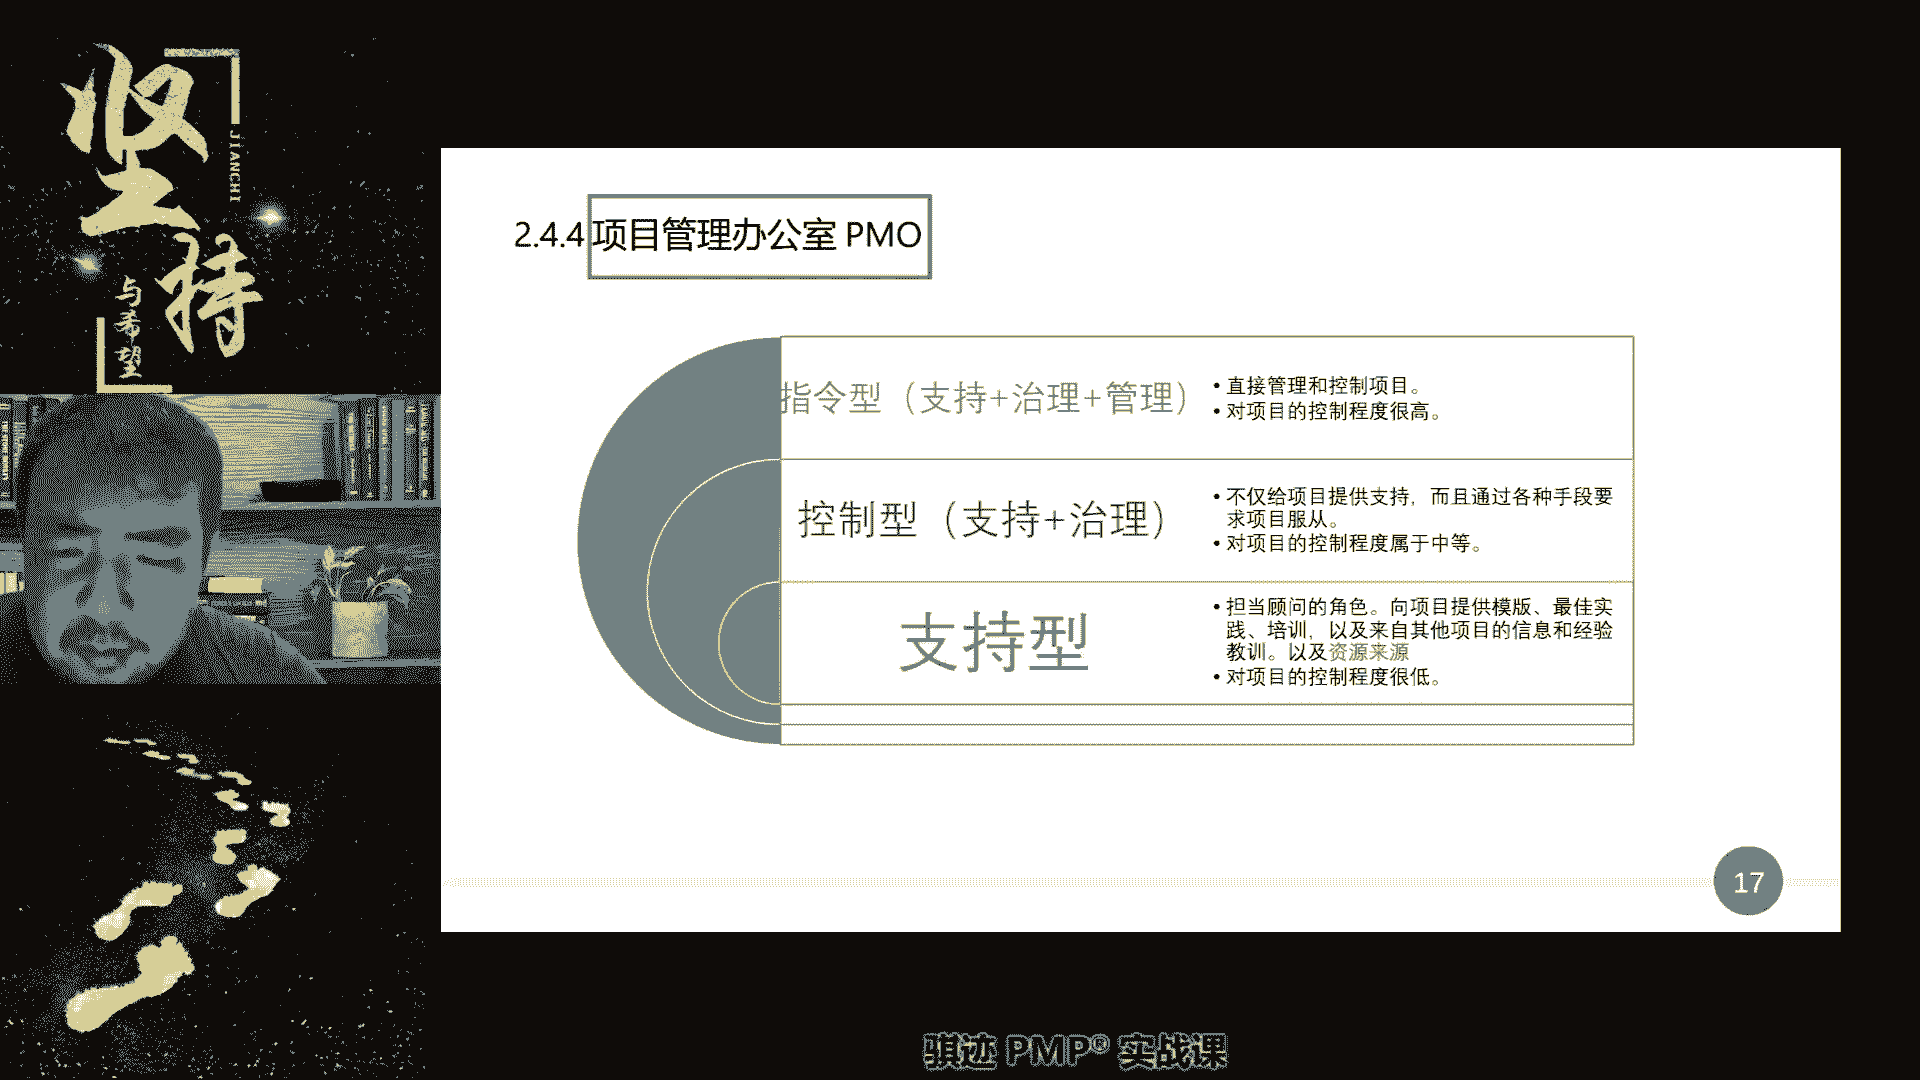 坚持
JIANCHI
与希望
2.4.4 项目管理办公室 PMO
指令型（支持+治理+管理）
• 直接管理和控制项目。
• 对项目的控制程度很高。
控制型（支持+治理）
• 不仅给项目提供支持，而且通过各种手段要
求项目服从。
• 对项目的控制程度属于中等。
支持型
• 担当顾问的角色。向项目提供模版、最佳实
践、培训，以及来自其他项目的信息和经验
教训。以及资源来源
• 对项目的控制程度很低。
17
骐迹 PMP® 实战课